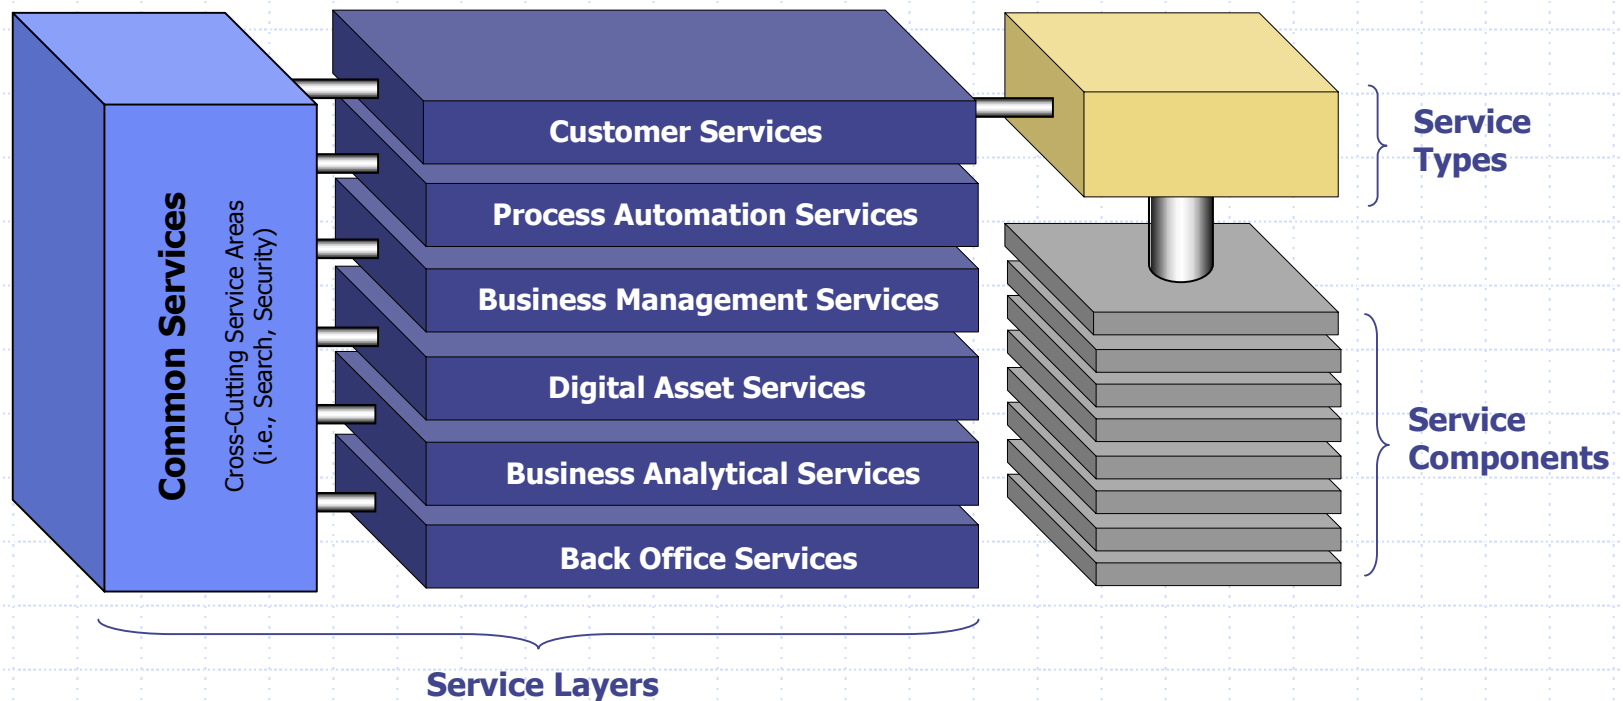 Common Services
Cross-Cutting Service Areas
(i.e., Search, Security)
Customer Services
Process Automation Services
Business Management Services
Digital Asset Services
Business Analytical Services
Back Office Services
Service Layers
Service
Types
Service
Components